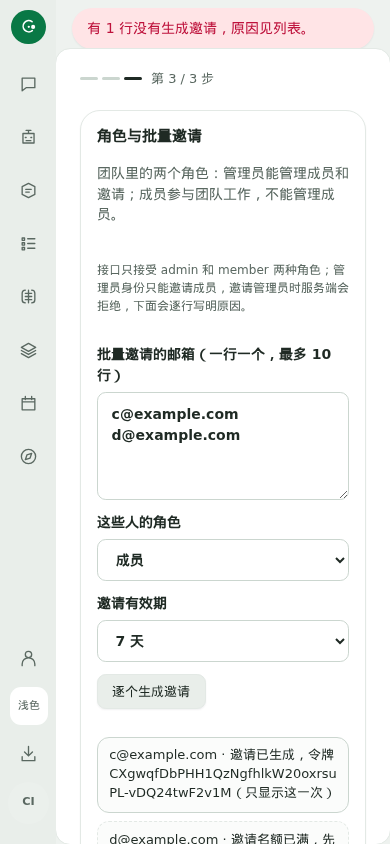 有 1 行没有生成邀请，原因见列表。
第 3 / 3 步
角色与批量邀请
团队里的两个角色：管理员能管理成员和
邀请；成员参与团队工作，不能管理成
员。
接口只接受 admin 和 member 两种角色；管
理员身份只能邀请成员，邀请管理员时服务端会
拒绝，下面会逐行写明原因。
批量邀请的邮箱（一行一个，最多 10
行）
c@example.com
d@example.com
这些人的角色
成员
邀请有效期
7 天
逐个生成邀请
浅色
CI
c@example.com · 邀请已生成，令牌
CXgwqfDbPHH1QzNgfhlkW20oxrsu
PL-vDQ24twF2v1M（只显示这一次）
d@example.com · 邀请名额已满，先